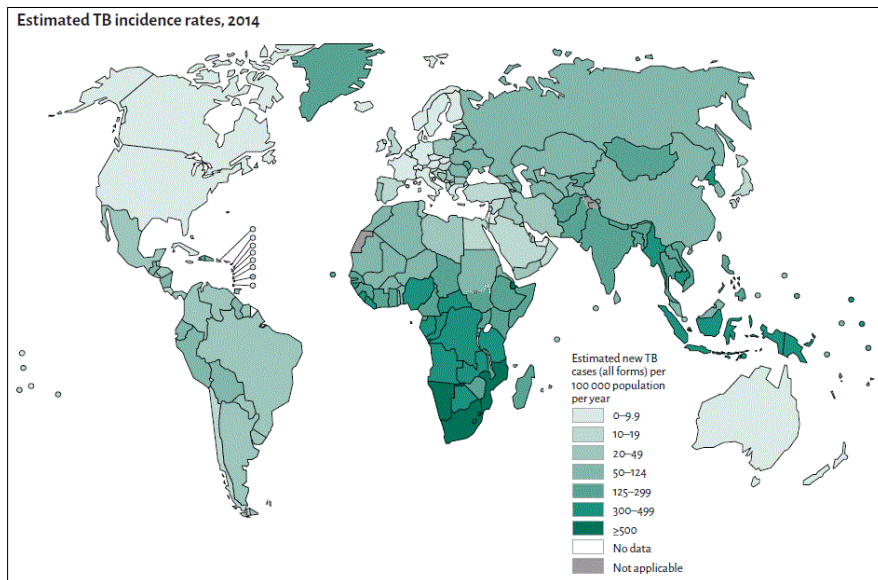 Estimated TB incidence rates, 2014
Estimated new TB
cases (all forms) per
100 000 population
per year
0–9.9
10–19
20–49
50–124
125–299
300–499
≥500
No data
Not applicable